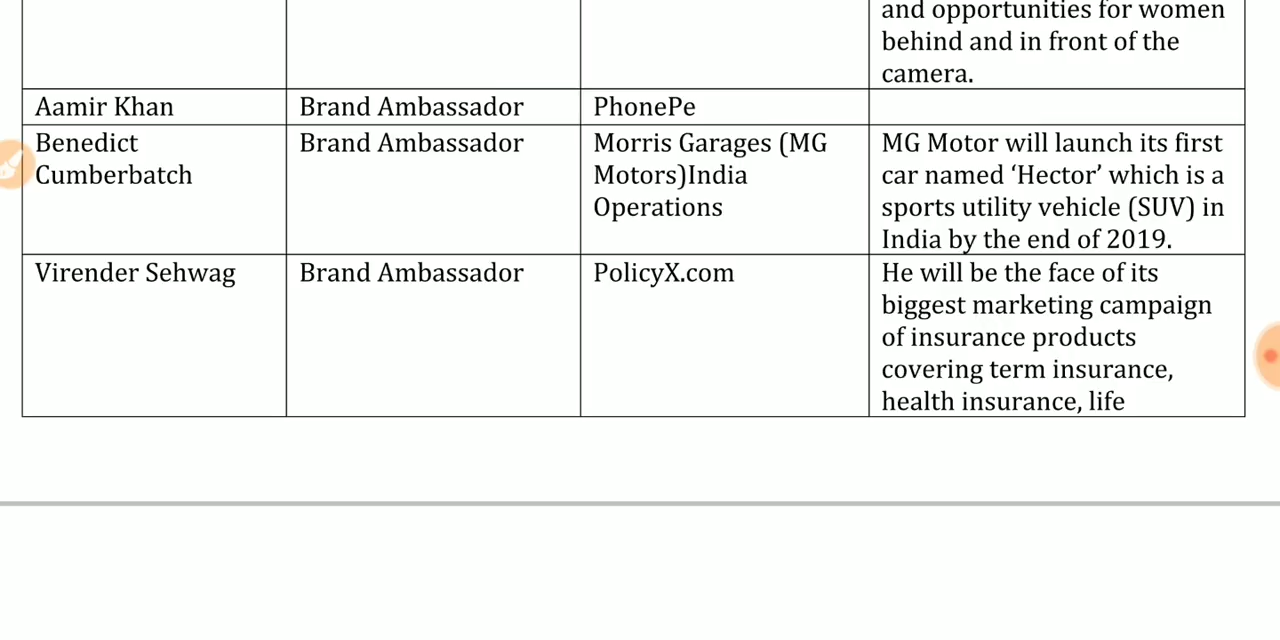 and opportunities for women
behind and in front of the
camera.
Aamir Khan
Brand Ambassador
PhonePe
Benedict
Cumberbatch
Brand Ambassador
Morris Garages (MG
Motors)India
Operations
MG Motor will launch its first
car named ‘Hector’ which is a
sports utility vehicle (SUV) in
India by the end of 2019.
Virender Sehwag
Brand Ambassador
PolicyX.com
He will be the face of its
biggest marketing campaign
of insurance products
covering term insurance,
health insurance, life